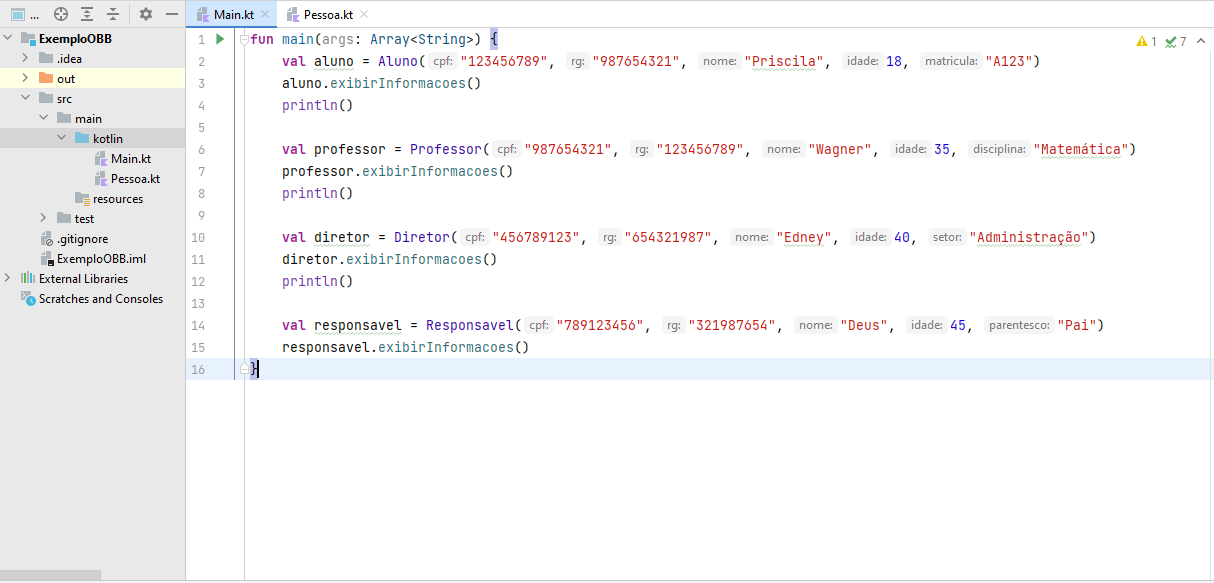 ...
Main.kt
Pessoa.kt
ExemploOBB
.idea
out
src
main
kotlin
Main.kt
Pessoa.kt
resources
test
.gitignore
ExemploOBB.iml
External Libraries
Scratches and Consoles
1 7
1 fun main(args: Array<String>) {
2 val aluno = Aluno( cpf: "123456789", rg: "987654321", nome: "Priscila", idade: 18, matricula: "A123")
3 aluno.exibirInformacoes()
4 println()
5
6 val professor = Professor( cpf: "987654321", rg: "123456789", nome: "Wagner", idade: 35, disciplina: "Matemática")
7 professor.exibirInformacoes()
8 println()
9
10 val diretor = Diretor( cpf: "456789123", rg: "654321987", nome: "Edney", idade: 40, setor: "Administração")
11 diretor.exibirInformacoes()
12 println()
13
14 val responsavel = Responsavel( cpf: "789123456", rg: "321987654", nome: "Deus", idade: 45, parentesco: "Pai")
15 responsavel.exibirInformacoes()
16 }